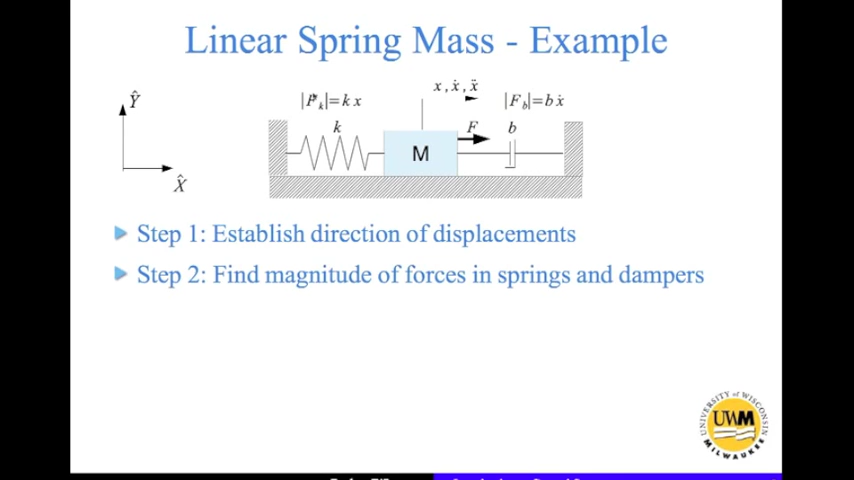 Linear Spring Mass - Example
x, ẋ, ẍ
|F_k|=k x
|F_b|=b ẋ
Ŷ
k
F
b
M
X̂
Step 1: Establish direction of displacements
Step 2: Find magnitude of forces in springs and dampers
UNIVERSITY of WISCONSIN
UWM
MILWAUKEE